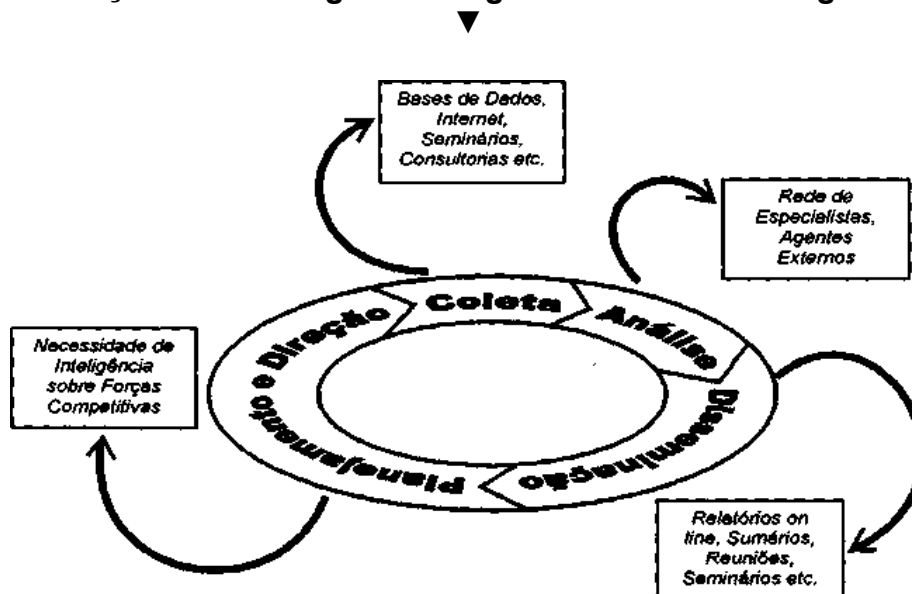 Bases de Dados,
Internet,
Seminários,
Consultorias etc.
Rede de
Especialistas,
Agentes
Externos
Coleta
Análise
Planejamento e Direção
Disseminação
Necessidade de
Inteligência
sobre Forças
Competitivas
Relatórios on
line, Sumários,
Reuniões,
Seminários etc.